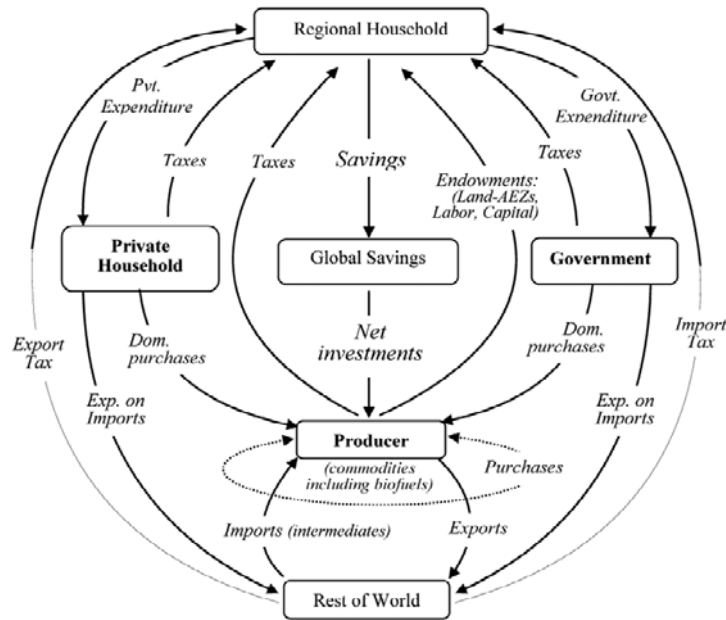 Regional Household
Pvt.
Expenditure
Govt.
Expenditure
Taxes
Taxes
Savings
Taxes
Endowments:
(Land-AEZs,
Labor, Capital)
Private
Household
Global Savings
Government
Export
Tax
Dom.
purchases
Net
investments
Dom.
purchases
Import
Tax
Exp. on
Imports
Exp. on
Imports
Producer
(commodities
including biofuels)
Purchases
Imports (intermediates)
Exports
Rest of World